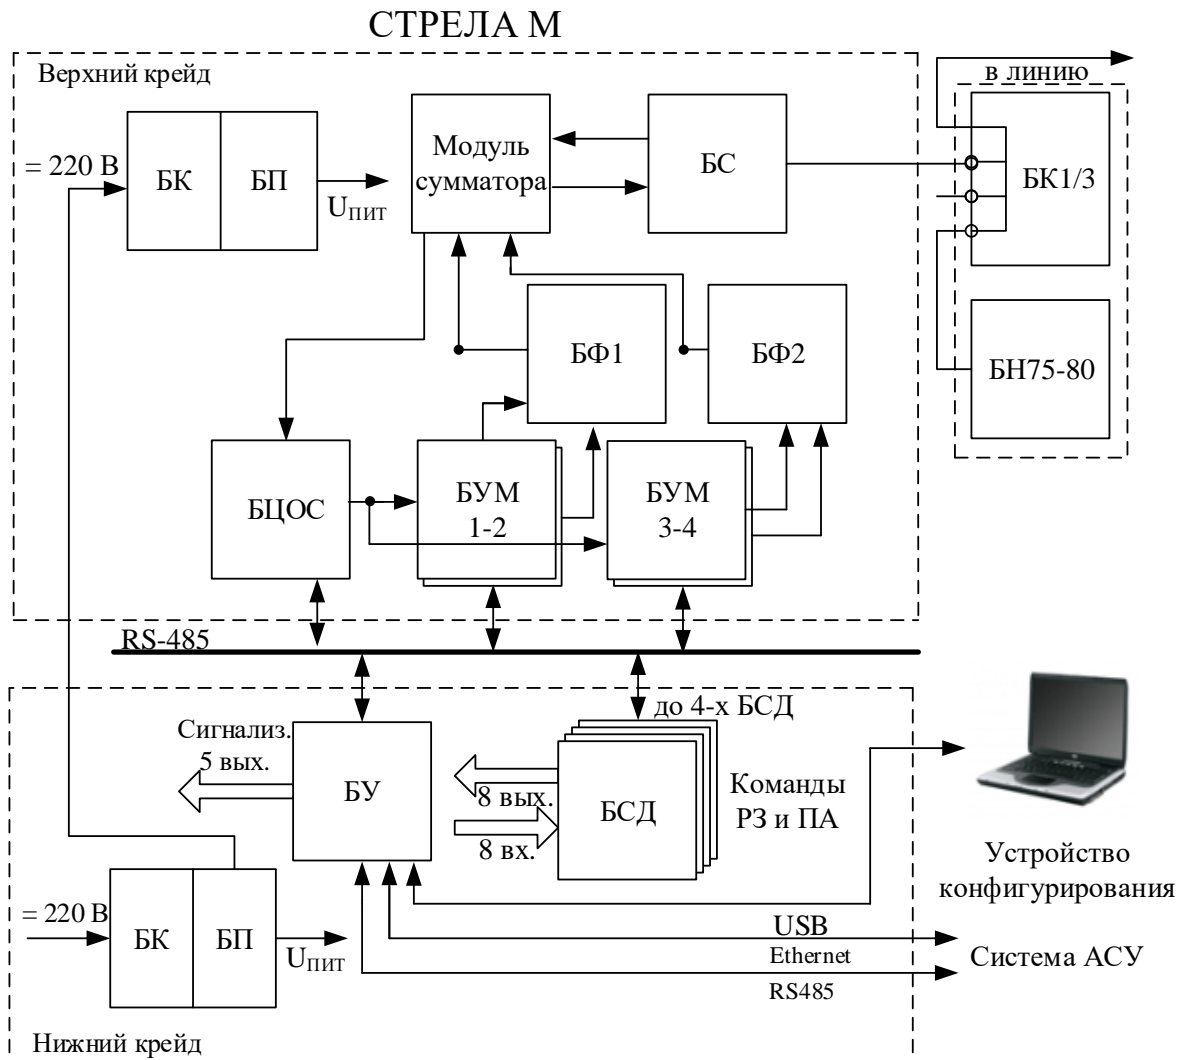 СТРЕЛА М
Верхний крейд
в линию
= 220 В
БК
БП
U ПИТ
Модуль
сумматора
БС
БК1/3
БФ1
БФ2
БН75-80
БЦОС
БУМ
1-2
БУМ
3-4
RS-485
до 4-х БСД
Сигнализ.
5 вых.
БУ
8 вых.
8 вх.
БСД
Команды
РЗ и ПА
Устройство
конфигурирования
= 220 В
БК
БП
U ПИТ
USB
Ethernet
RS485
Система АСУ
Нижний крейд